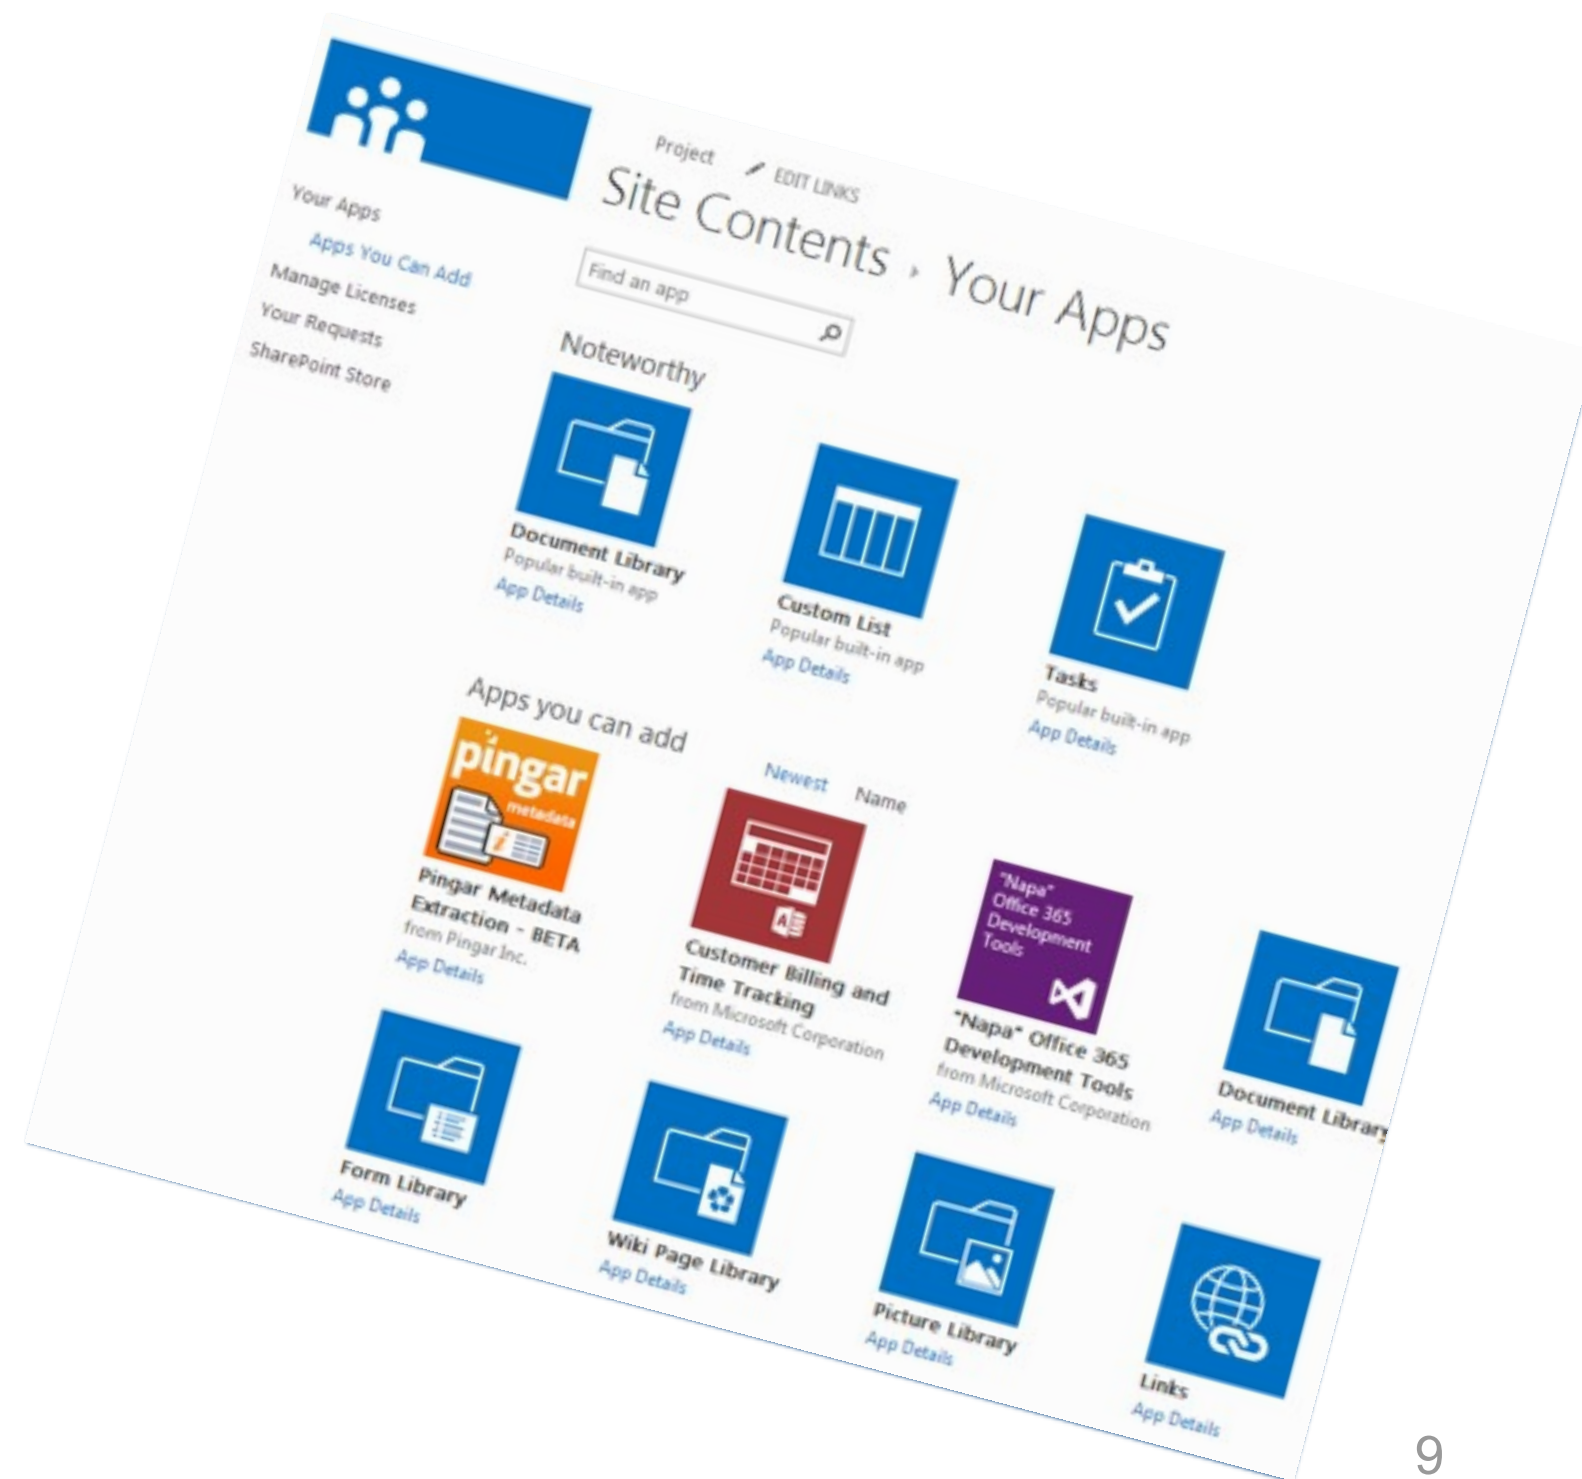 Project
EDIT LINKS
Site Contents ▸ Your Apps
Your Apps
Apps You Can Add
Manage Licenses
Your Requests
SharePoint Store
Find an app
Noteworthy
Document Library
Popular built-in app
App Details
Custom List
Popular built-in app
App Details
Tasks
Popular built-in app
App Details
Apps you can add
Newest Name
pingar
metadata
Pingar Metadata
Extraction - BETA
from Pingar Inc.
App Details
Customer Billing and
Time Tracking
from Microsoft Corporation
App Details
"Napa"
Office 365
Development
Tools
"Napa" Office 365
Development Tools
from Microsoft Corporation
App Details
Document Library
App Details
Form Library
App Details
Wiki Page Library
App Details
Picture Library
App Details
Links
App Details
9